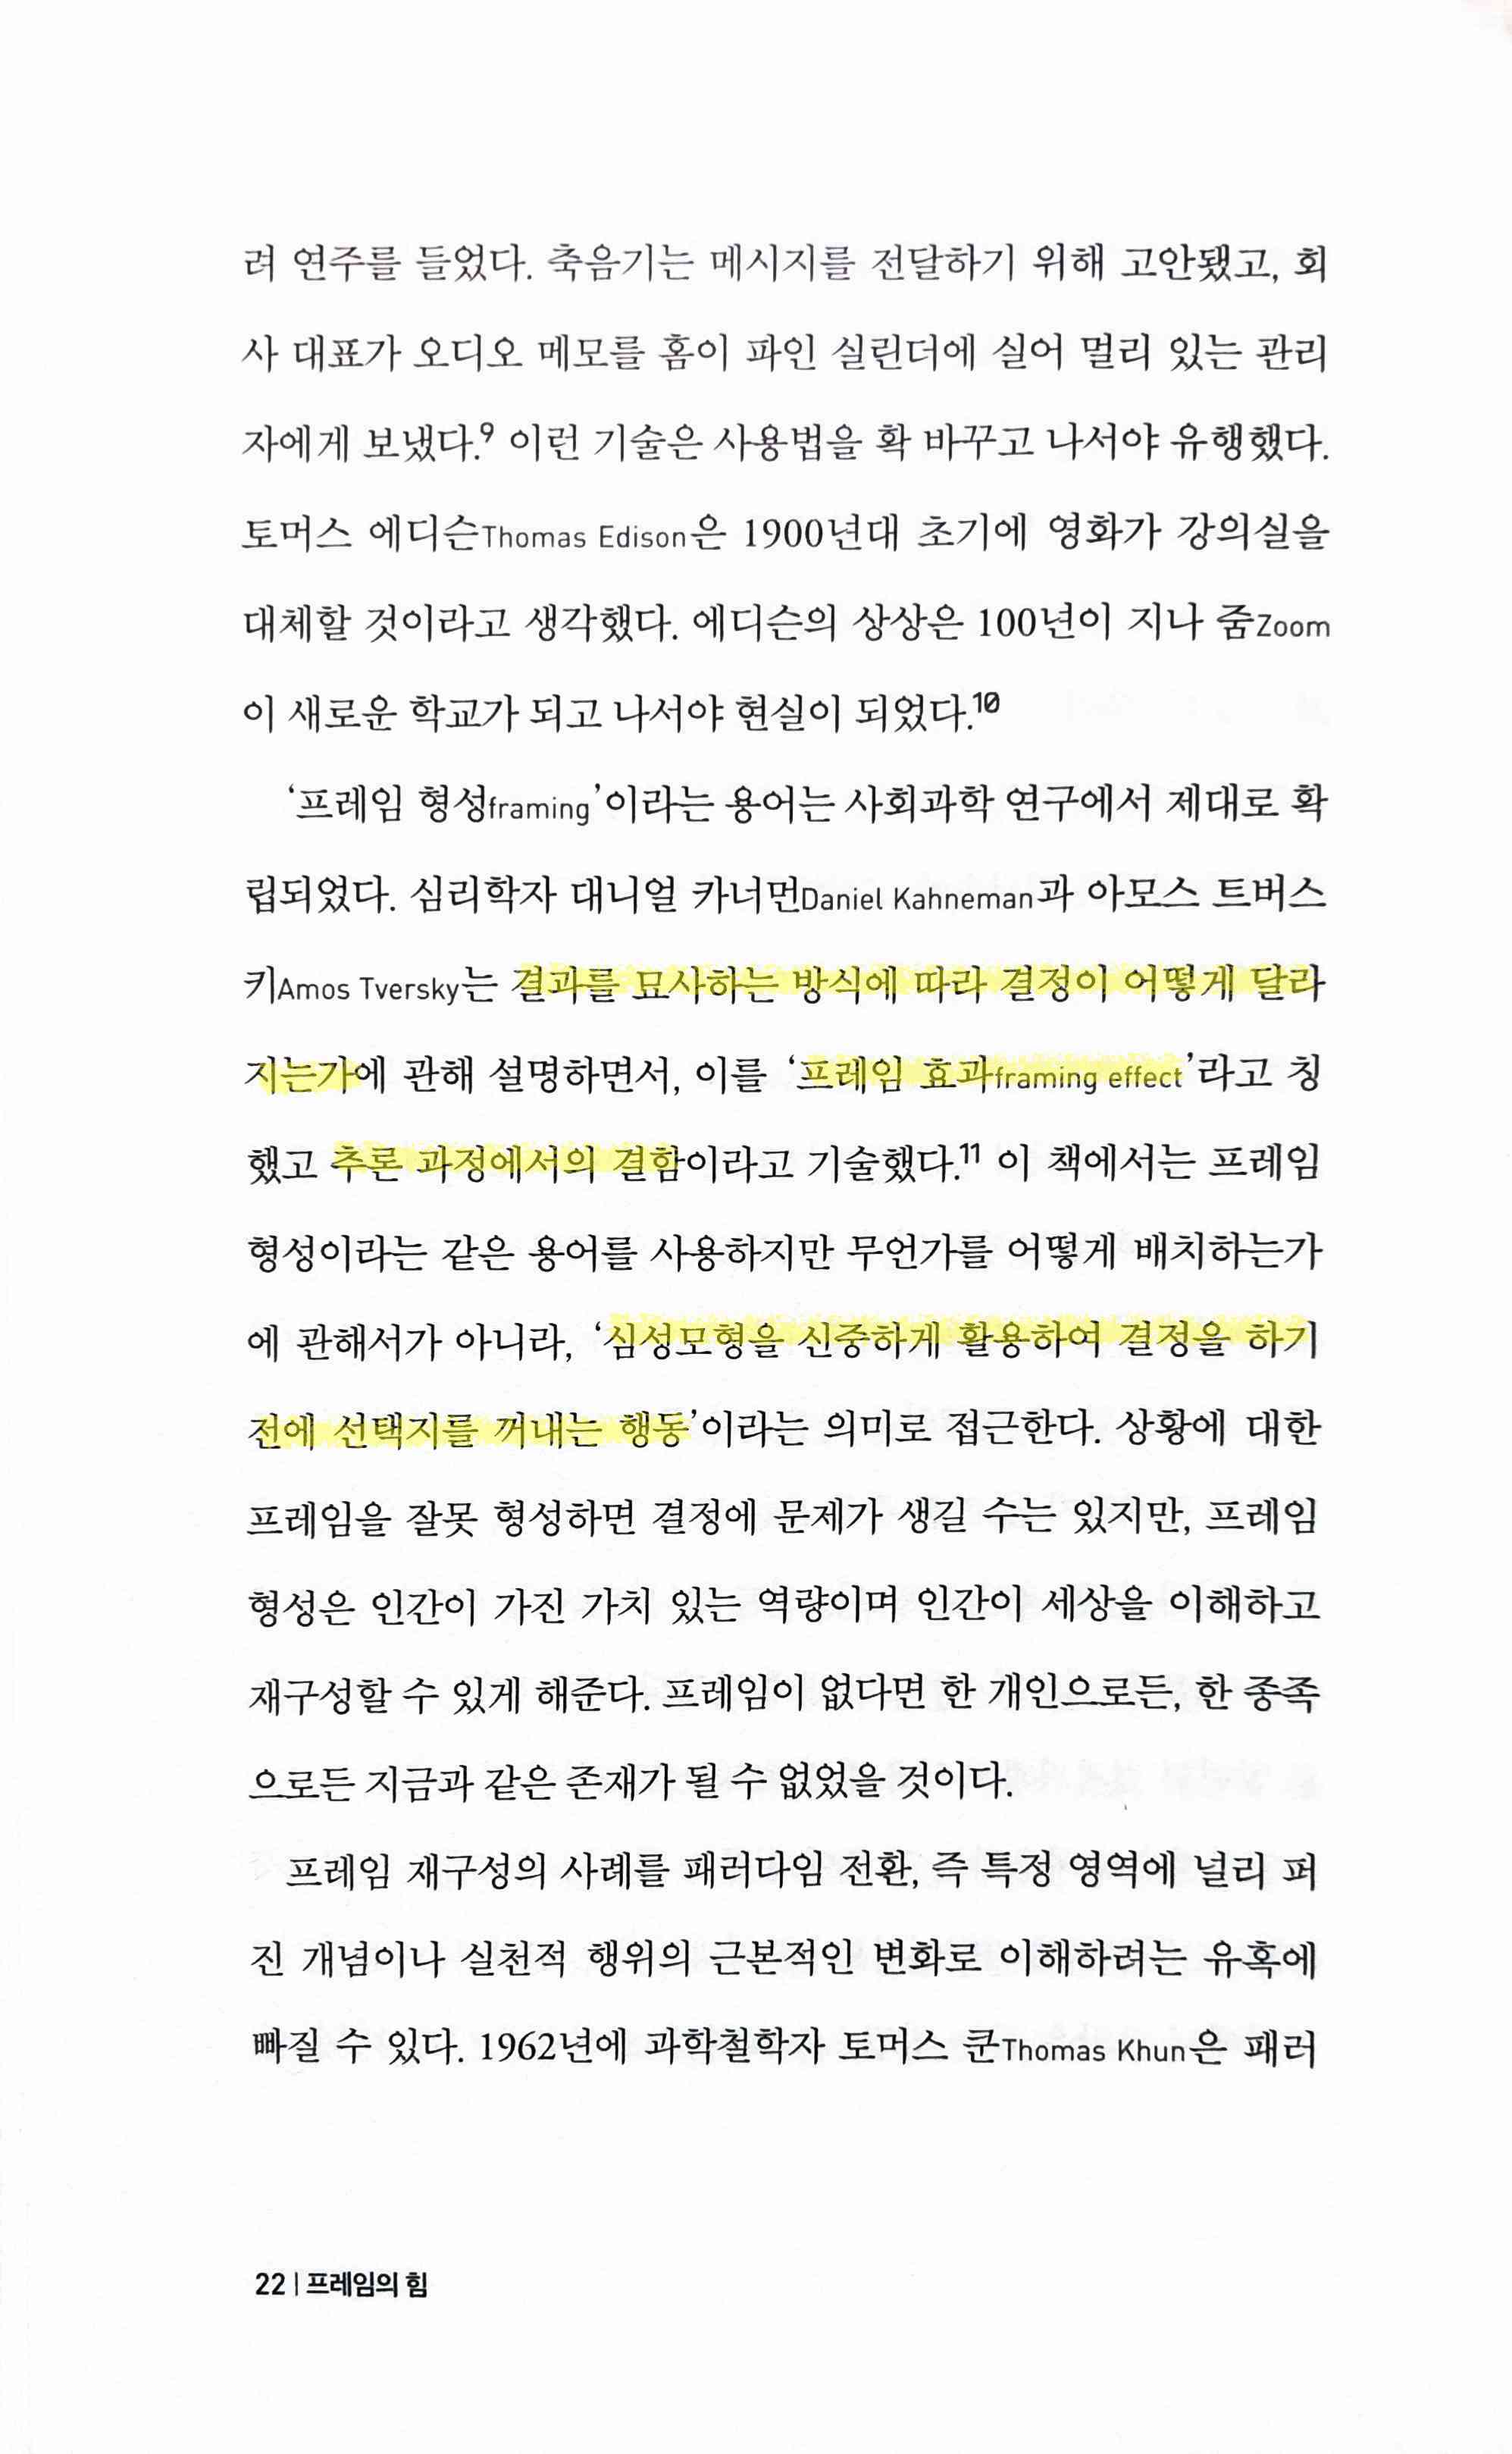 려 연주를 들었다. 축음기는 메시지를 전달하기 위해 고안됐고, 회
사 대표가 오디오 메모를 홈이 파인 실린더에 실어 멀리 있는 관리
자에게 보냈다.9 이런 기술은 사용법을 확 바꾸고 나서야 유행했다.
토머스 에디슨Thomas Edison은 1900년대 초기에 영화가 강의실을
대체할 것이라고 생각했다. 에디슨의 상상은 100년이 지나 줌Zoom
이 새로운 학교가 되고 나서야 현실이 되었다.10
‘프레임 형성framing’이라는 용어는 사회과학 연구에서 제대로 확
립되었다. 심리학자 대니얼 카너먼Daniel Kahneman과 아모스 트버스
키Amos Tversky는 결과를 묘사하는 방식에 따라 결정이 어떻게 달라
지는가에 관해 설명하면서, 이를 ‘프레임 효과framing effect’라고 칭
했고 추론 과정에서의 결함이라고 기술했다.11 이 책에서는 프레임
형성이라는 같은 용어를 사용하지만 무언가를 어떻게 배치하는가
에 관해서가 아니라, ‘심성모형을 신중하게 활용하여 결정을 하기
전에 선택지를 꺼내는 행동’이라는 의미로 접근한다. 상황에 대한
프레임을 잘못 형성하면 결정에 문제가 생길 수는 있지만, 프레임
형성은 인간이 가진 가치 있는 역량이며 인간이 세상을 이해하고
재구성할 수 있게 해준다. 프레임이 없다면 한 개인으로든, 한 종족
으로든 지금과 같은 존재가 될 수 없었을 것이다.
프레임 재구성의 사례를 패러다임 전환, 즉 특정 영역에 널리 퍼
진 개념이나 실천적 행위의 근본적인 변화로 이해하려는 유혹에
빠질 수 있다. 1962년에 과학철학자 토머스 쿤Thomas Khun은 패러
22 | 프레임의 힘